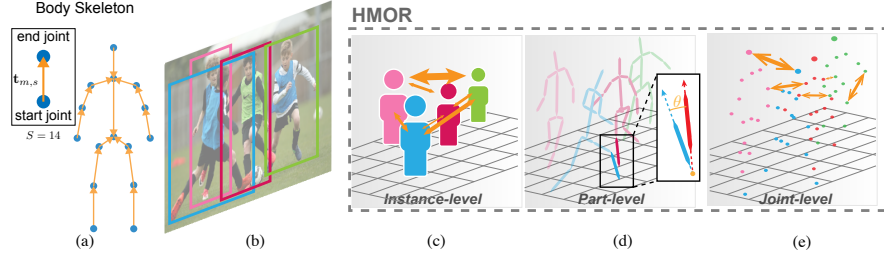 Body Skeleton
end joint
t_{m,s}
start joint
S = 14
(a)
(b)
HMOR
Instance-level
(c)
θ
Part-level
(d)
Joint-level
(e)